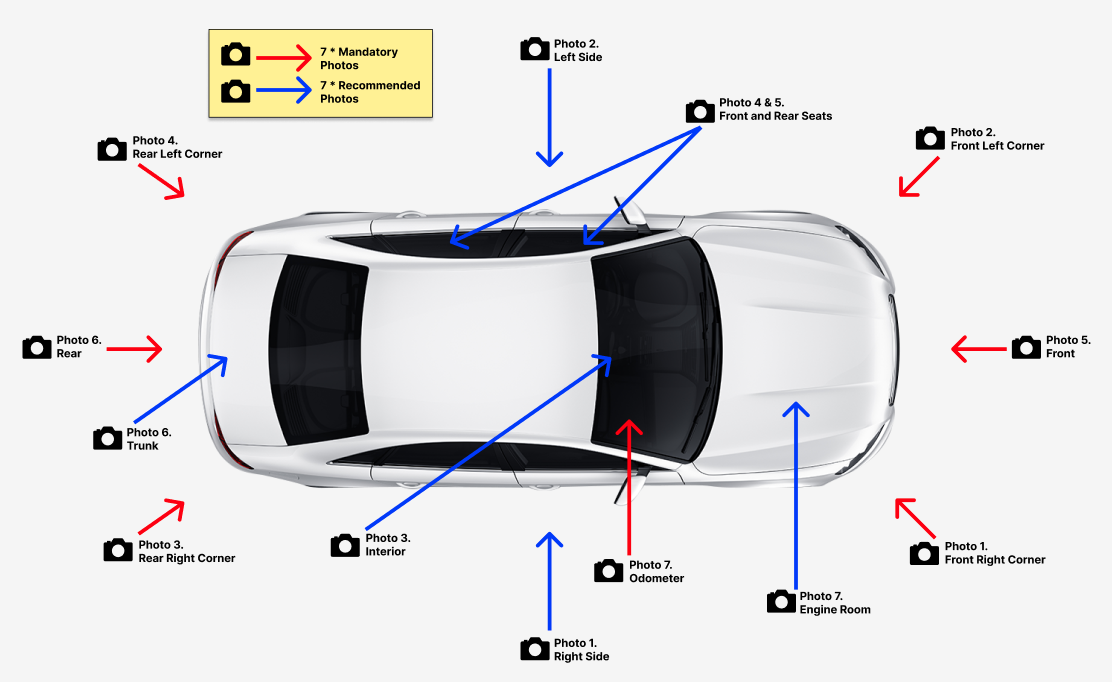 7 * Mandatory
Photos
7 * Recommended
Photos
Photo 2.
Left Side
Photo 4 & 5.
Front and Rear Seats
Photo 4.
Rear Left Corner
Photo 2.
Front Left Corner
Photo 6.
Rear
Photo 5.
Front
Photo 6.
Trunk
Photo 3.
Rear Right Corner
Photo 3.
Interior
Photo 7.
Odometer
Photo 1.
Front Right Corner
Photo 7.
Engine Room
Photo 1.
Right Side